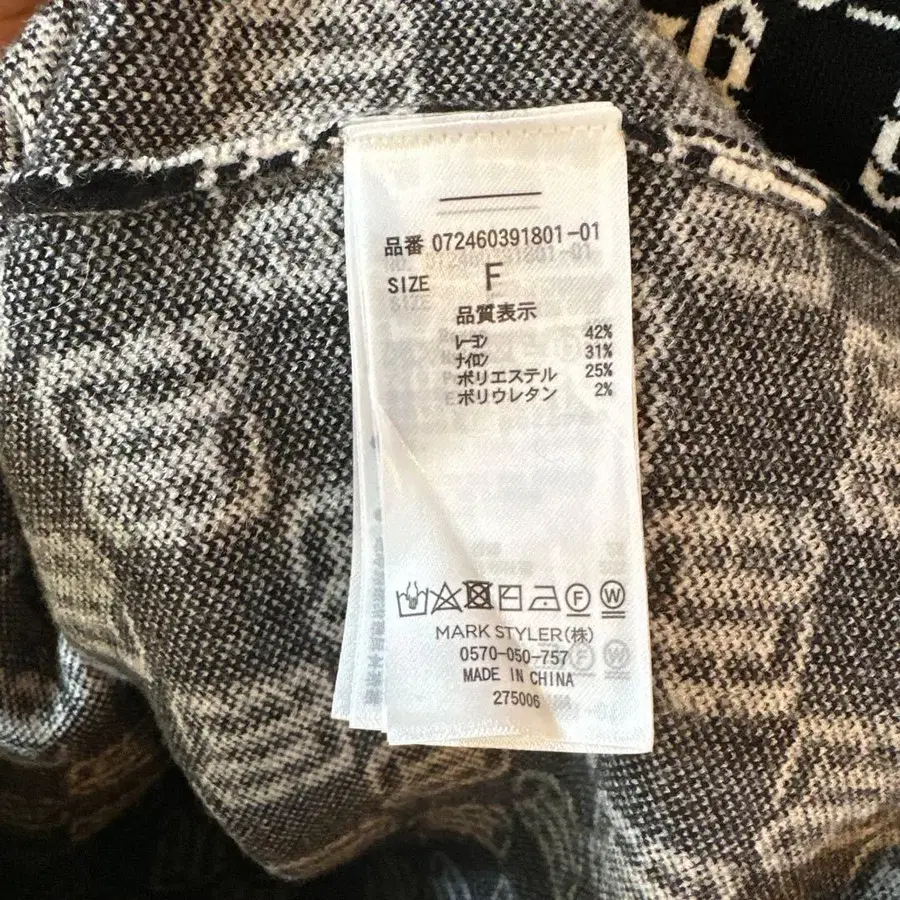 品番 072460391801-01
SIZE F
品質表示
レーヨン 42%
ナイロン 31%
ポリエステル 25%
ポリウレタン 2%
F W
MARK STYLER(株)
0570-050-757
MADE IN CHINA
275006